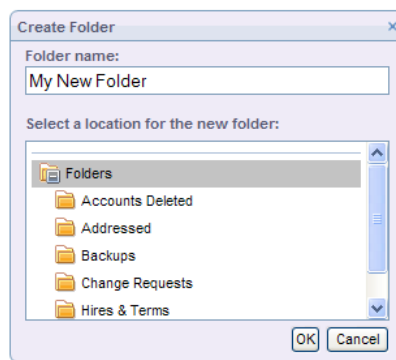 Create Folder
Folder name:
My New Folder
Select a location for the new folder:
Folders
Accounts Deleted
Addressed
Backups
Change Requests
Hires & Terms
OK Cancel